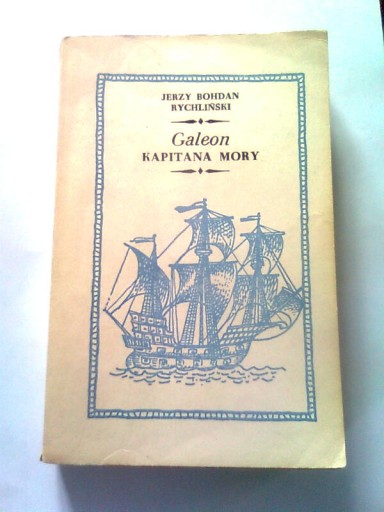 JERZY BOHDAN
RYCHLIŃSKI
Galeon
KAPITANA MORY